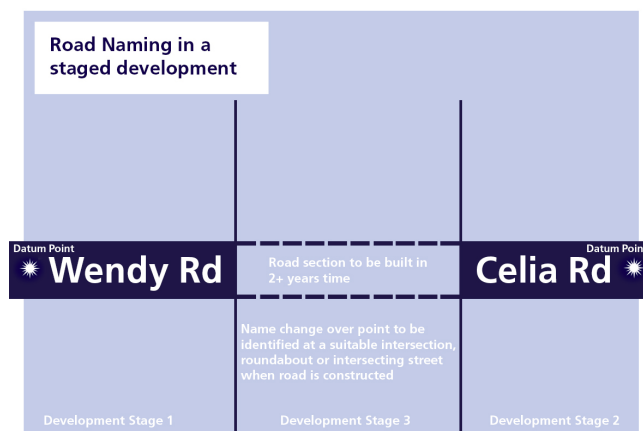 Road Naming in a
staged development
Datum Point
Wendy Rd
Road section to be built in
2+ years time
Datum Point
Celia Rd
Name change over point to be
identified at a suitable intersection,
roundabout or intersecting street
when road is constructed
Development Stage 1
Development Stage 3
Development Stage 2